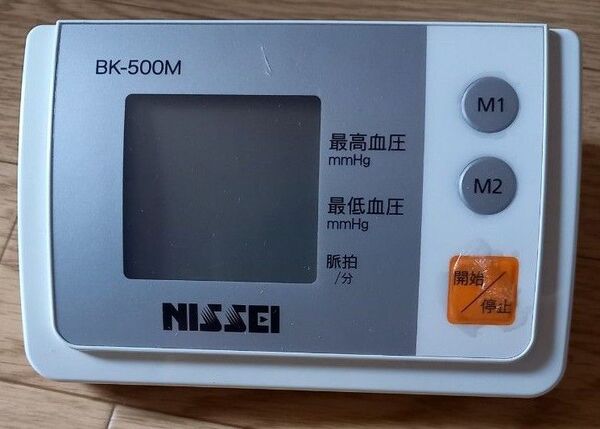 BK-500M
最高血圧
mmHg
最低血圧
mmHg
脈拍
/分
NISSEI
M1
M2
開始/
停止